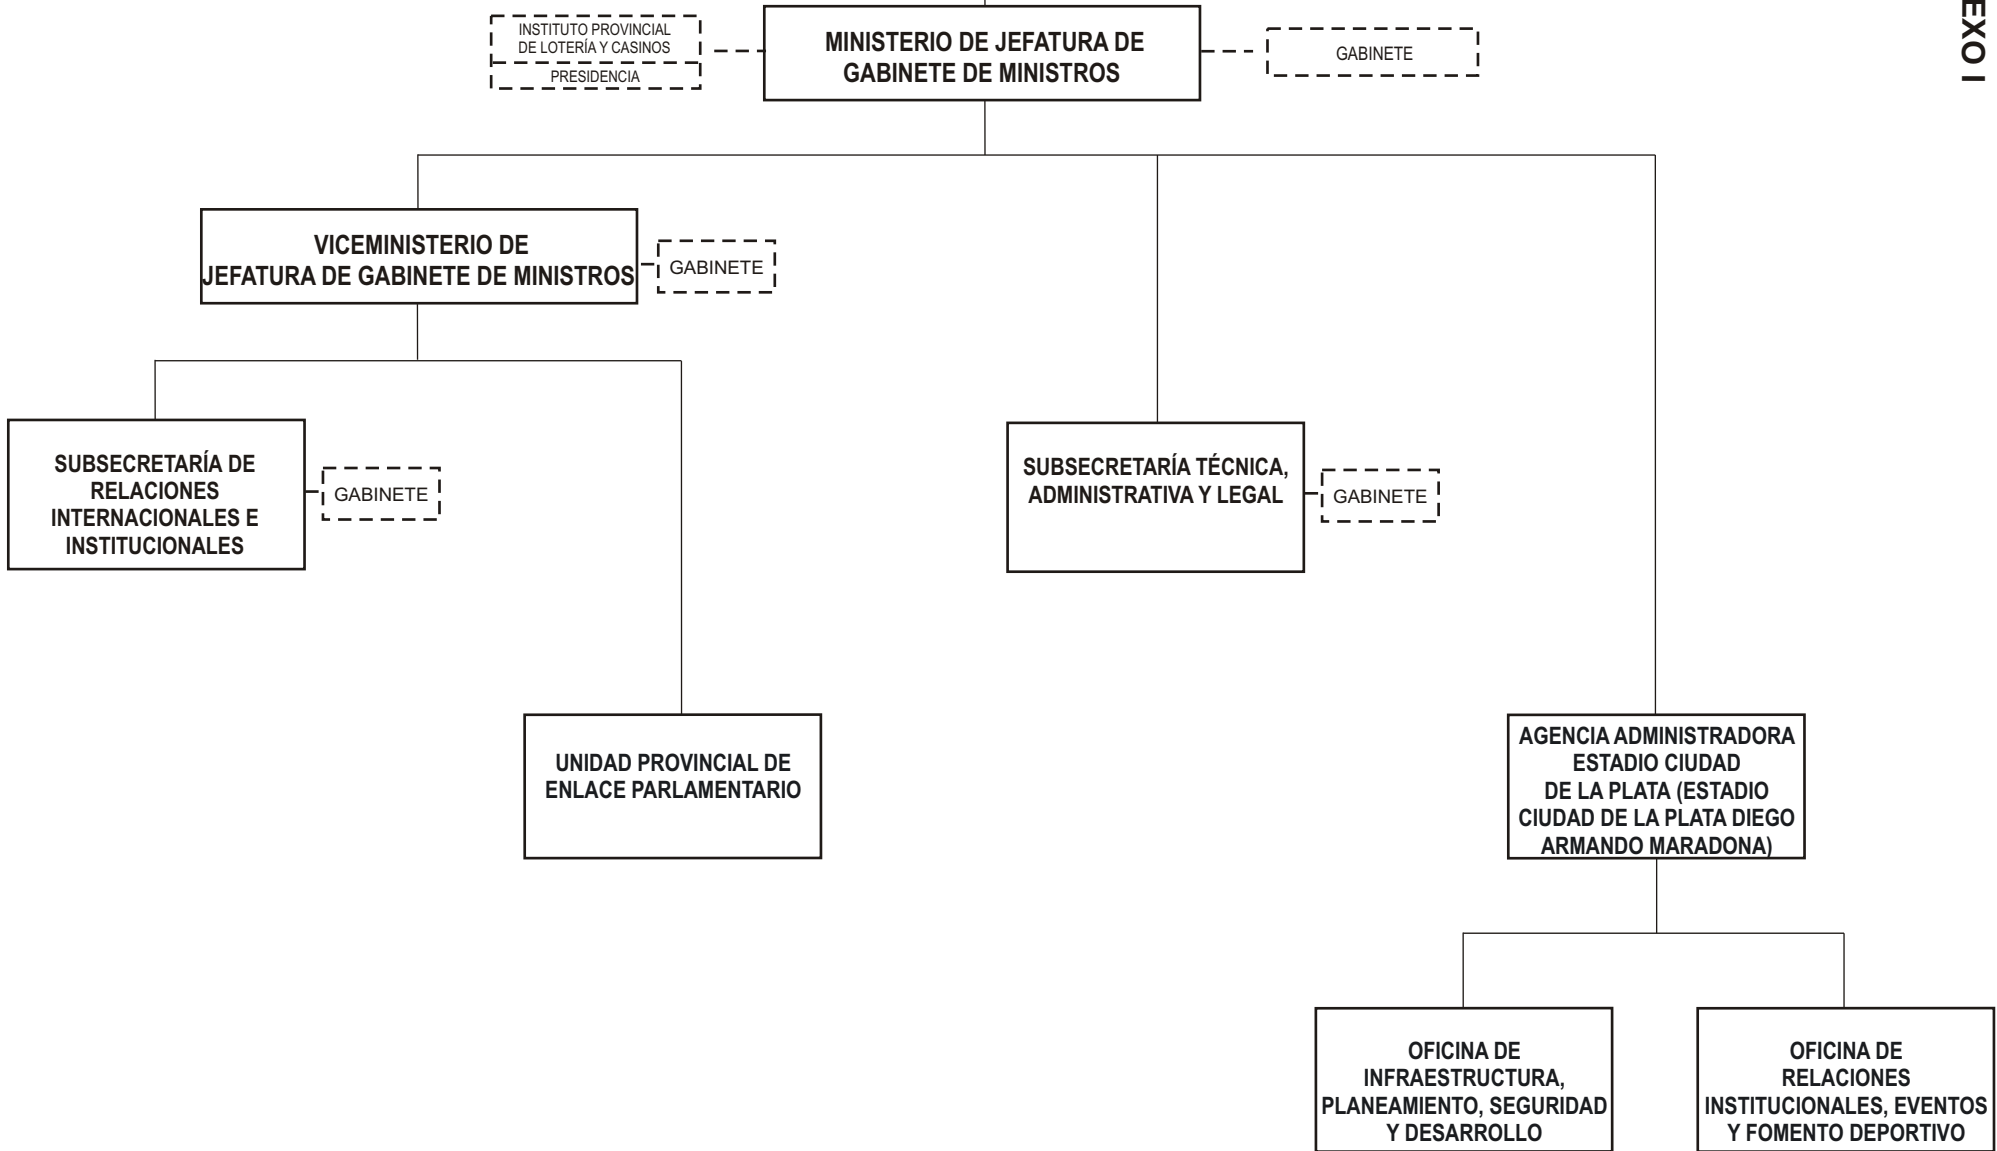 EXO I
INSTITUTO PROVINCIAL
DE LOTERÍA Y CASINOS
PRESIDENCIA
MINISTERIO DE JEFATURA DE
GABINETE DE MINISTROS
GABINETE
VICEMINISTERIO DE
JEFATURA DE GABINETE DE MINISTROS
GABINETE
SUBSECRETARÍA DE
RELACIONES
INTERNACIONALES E
INSTITUCIONALES
GABINETE
SUBSECRETARÍA TÉCNICA,
ADMINISTRATIVA Y LEGAL
GABINETE
UNIDAD PROVINCIAL DE
ENLACE PARLAMENTARIO
AGENCIA ADMINISTRADORA
ESTADIO CIUDAD
DE LA PLATA (ESTADIO
CIUDAD DE LA PLATA DIEGO
ARMANDO MARADONA)
OFICINA DE
INFRAESTRUCTURA,
PLANEAMIENTO, SEGURIDAD
Y DESARROLLO
OFICINA DE
RELACIONES
INSTITUCIONALES, EVENTOS
Y FOMENTO DEPORTIVO